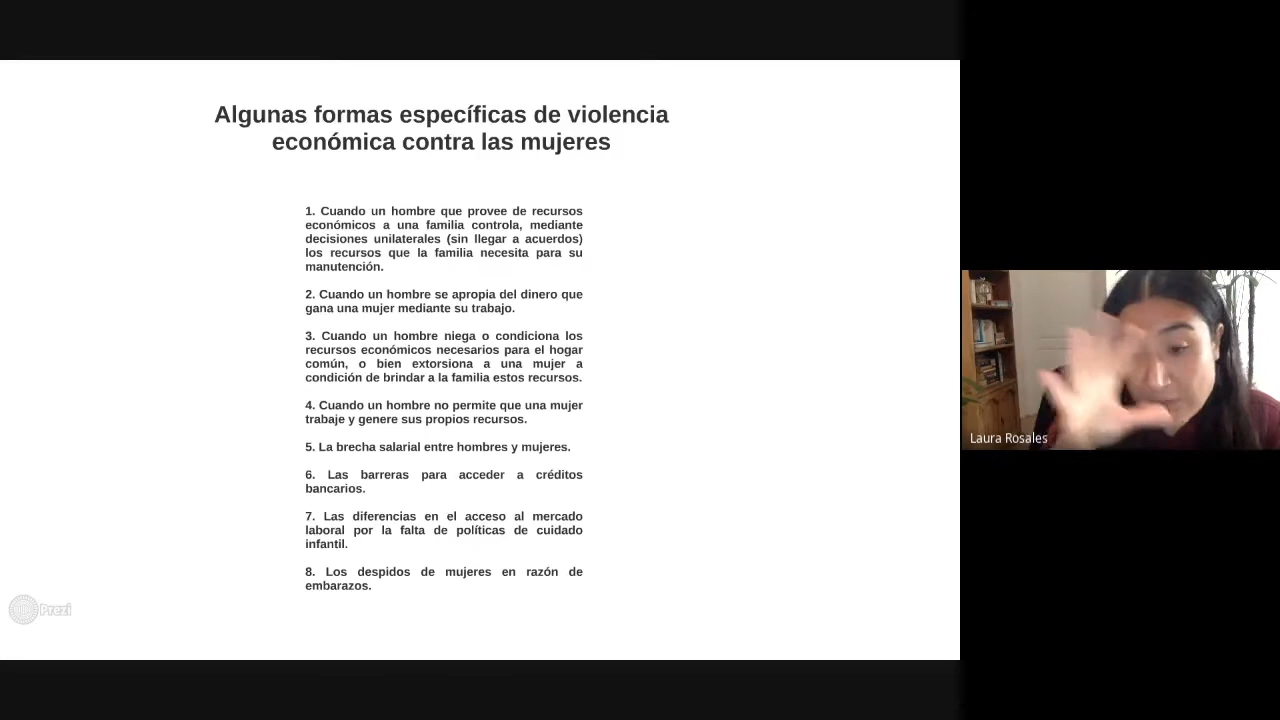 Algunas formas específicas de violencia
económica contra las mujeres
1. Cuando un hombre que provee de recursos
económicos a una familia controla, mediante
decisiones unilaterales (sin llegar a acuerdos)
los recursos que la familia necesita para su
manutención.
2. Cuando un hombre se apropia del dinero que
gana una mujer mediante su trabajo.
3. Cuando un hombre niega o condiciona los
recursos económicos necesarios para el hogar
común, o bien extorsiona a una mujer a
condición de brindar a la familia estos recursos.
4. Cuando un hombre no permite que una mujer
trabaje y genere sus propios recursos.
5. La brecha salarial entre hombres y mujeres.
6. Las barreras para acceder a créditos
bancarios.
7. Las diferencias en el acceso al mercado
laboral por la falta de políticas de cuidado
infantil.
8. Los despidos de mujeres en razón de
embarazos.
Prezi
Laura Rosales